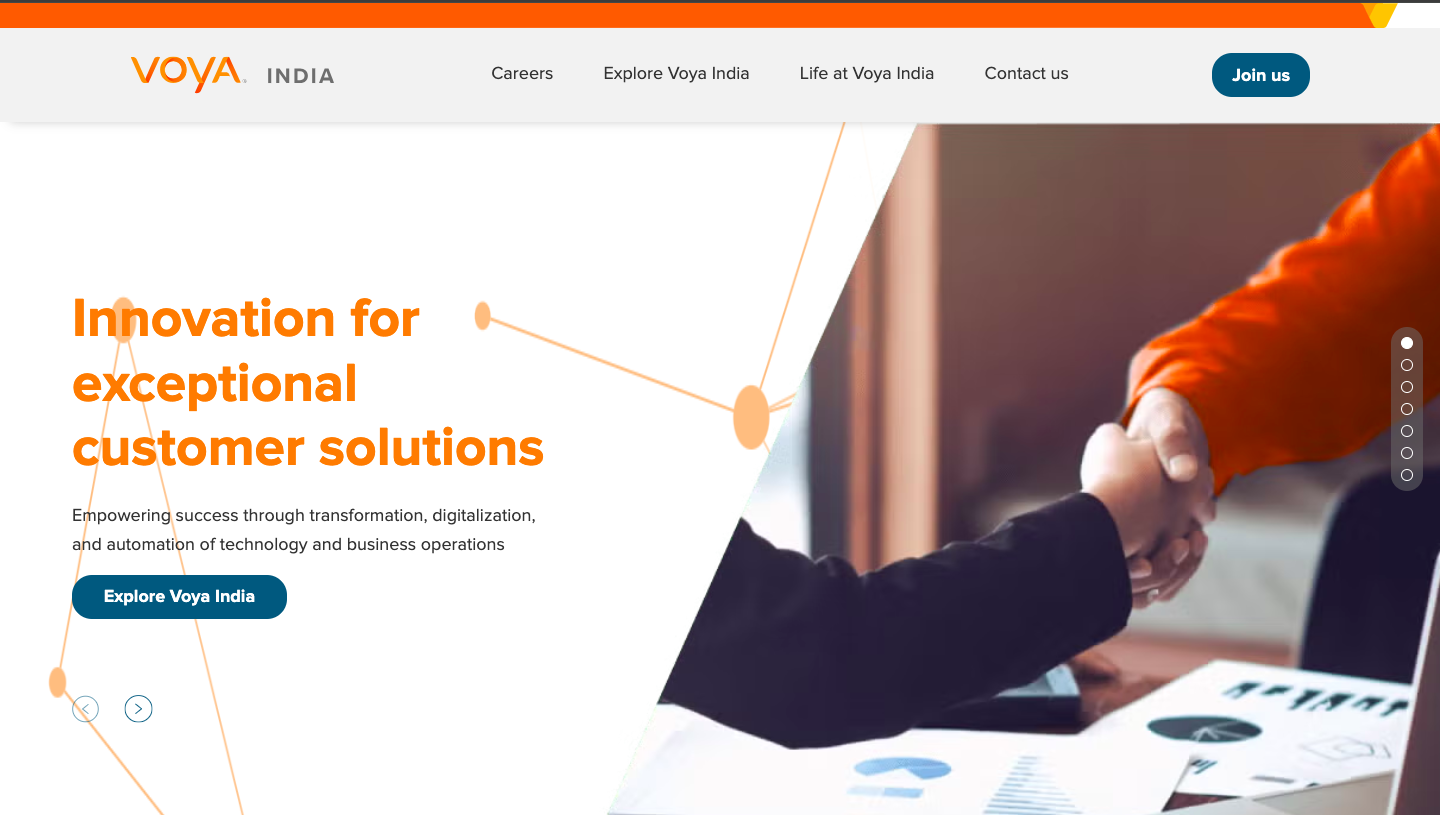 VOYA INDIA
Careers
Explore Voya India
Life at Voya India
Contact us
Join us
Innovation for
exceptional
customer solutions
Empowering success through transformation, digitalization,
and automation of technology and business operations
Explore Voya India